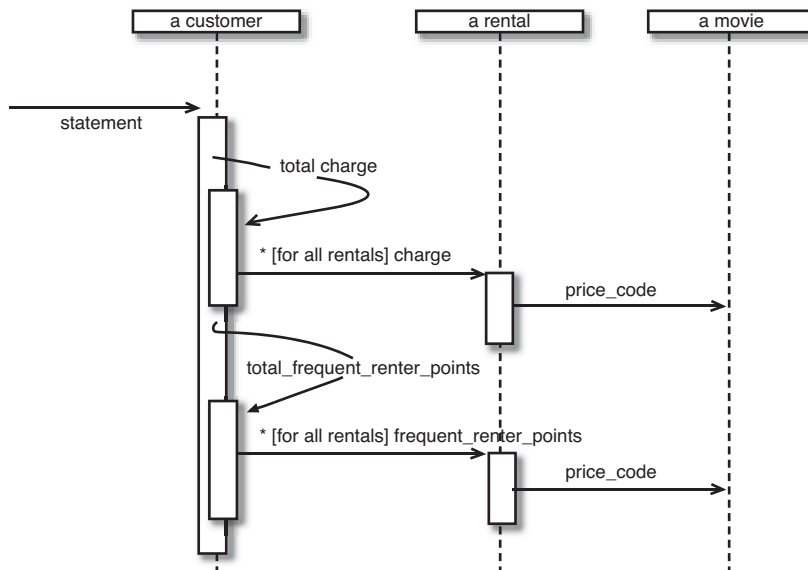 a customer
a rental
a movie
statement
total charge
* [for all rentals] charge
price_code
total_frequent_renter_points
* [for all rentals] frequent_renter_points
price_code